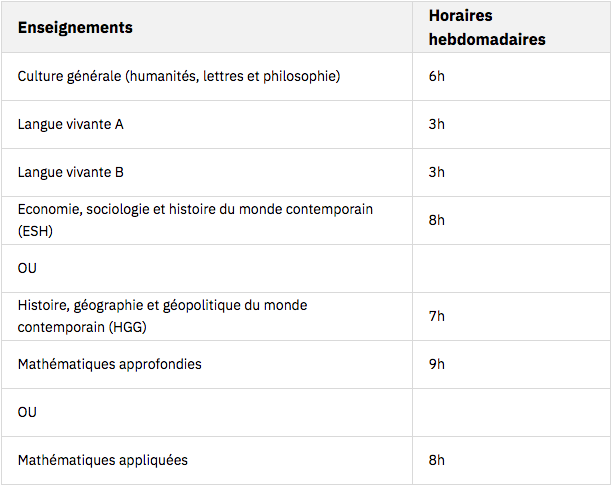 Enseignements
Horaires
hebdomadaires
Culture générale (humanités, lettres et philosophie)
6h
Langue vivante A
3h
Langue vivante B
3h
Economie, sociologie et histoire du monde contemporain
(ESH)
8h
OU
Histoire, géographie et géopolitique du monde
contemporain (HGG)
7h
Mathématiques approfondies
9h
OU
Mathématiques appliquées
8h